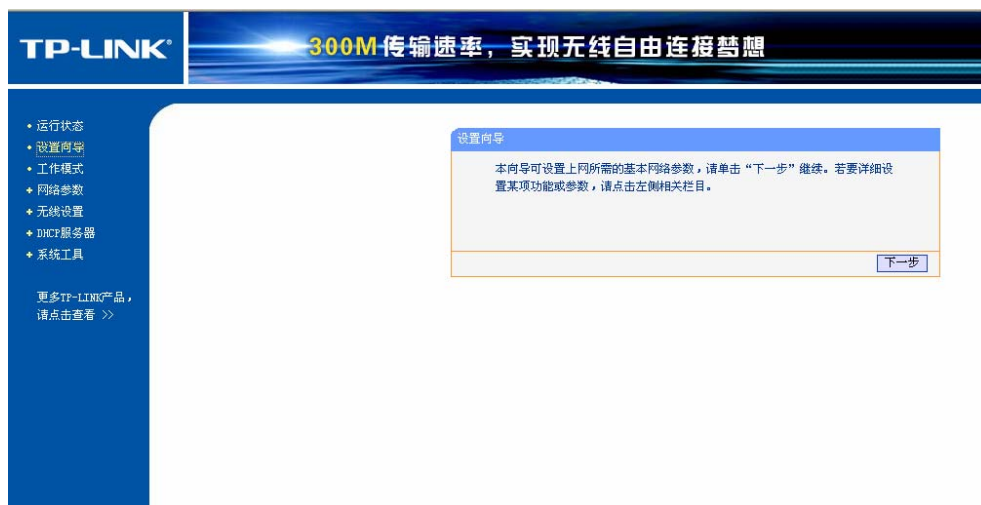 TP-LINK®
300M传输速率，实现无线自由连接梦想
• 运行状态
• 设置向导
• 工作模式
+ 网络参数
+ 无线设置
+ DHCP服务器
+ 系统工具
更多TP-LINK产品，
请点击查看 >>
设置向导
本向导可设置上网所需的基本网络参数，请单击“下一步”继续。若要详细设
置某项功能或参数，请点击左侧相关栏目。
下一步